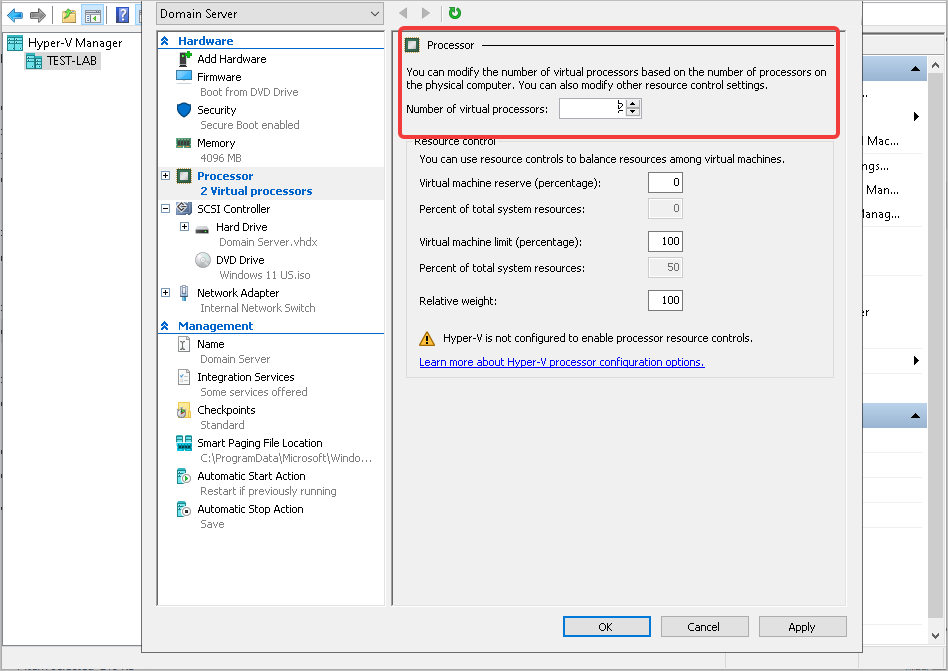 Domain Server
Hyper-V Manager
TEST-LAB
Hardware
Add Hardware
Firmware
Boot from DVD Drive
Security
Secure Boot enabled
Memory
4096 MB
Processor
2 Virtual processors
SCSI Controller
Hard Drive
Domain Server.vhdx
DVD Drive
Windows 11 US.iso
Network Adapter
Internal Network Switch
Management
Name
Domain Server
Integration Services
Some services offered
Checkpoints
Standard
Smart Paging File Location
C:\ProgramData\Microsoft\Windo...
Automatic Start Action
Restart if previously running
Automatic Stop Action
Save
Processor
You can modify the number of virtual processors based on the number of processors on
the physical computer. You can also modify other resource control settings.
Number of virtual processors:
Resource control
You can use resource controls to balance resources among virtual machines.
Virtual machine reserve (percentage): 0
Percent of total system resources: 0
Virtual machine limit (percentage): 100
Percent of total system resources: 50
Relative weight: 100
Hyper-V is not configured to enable processor resource controls.
Learn more about Hyper-V processor configuration options.
OK Cancel Apply
Mac...
ngs...
Man...
anag...
er